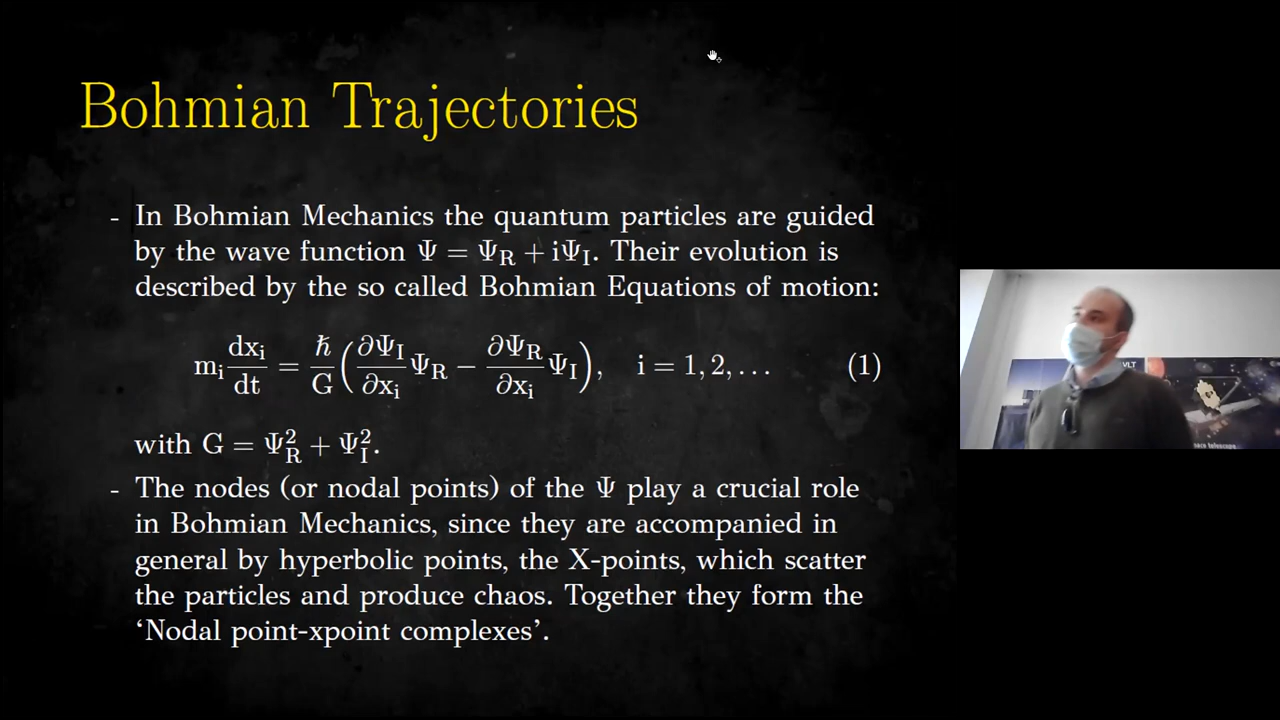 Bohmian Trajectories
- In Bohmian Mechanics the quantum particles are guided
by the wave function Ψ = Ψ_R + iΨ_I. Their evolution is
described by the so called Bohmian Equations of motion:
m_i dx_i/dt = ħ/G (∂Ψ_I/∂x_i Ψ_R − ∂Ψ_R/∂x_i Ψ_I), i = 1, 2, … (1)
with G = Ψ_R^2 + Ψ_I^2.
- The nodes (or nodal points) of the Ψ play a crucial role
in Bohmian Mechanics, since they are accompanied in
general by hyperbolic points, the X-points, which scatter
the particles and produce chaos. Together they form the
‘Nodal point-xpoint complexes’.
VLT
telescope